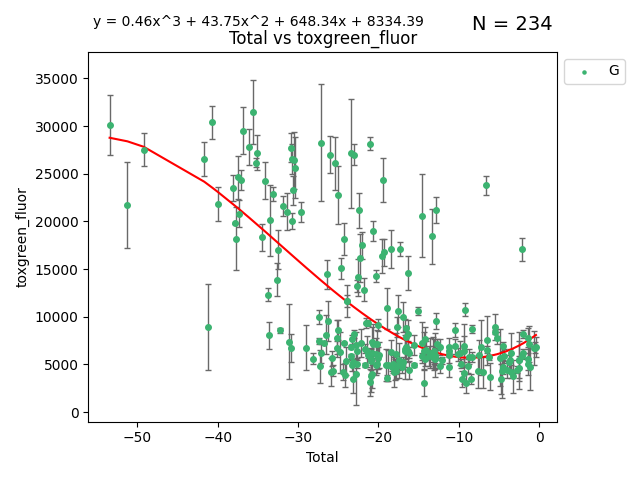 y = 0.46x^3 + 43.75x^2 + 648.34x + 8334.39
N = 234
Total vs toxgreen_fluor
G
35000
30000
25000
20000
15000
10000
5000
0
toxgreen_fluor
−50 −40 −30 −20 −10 0
Total